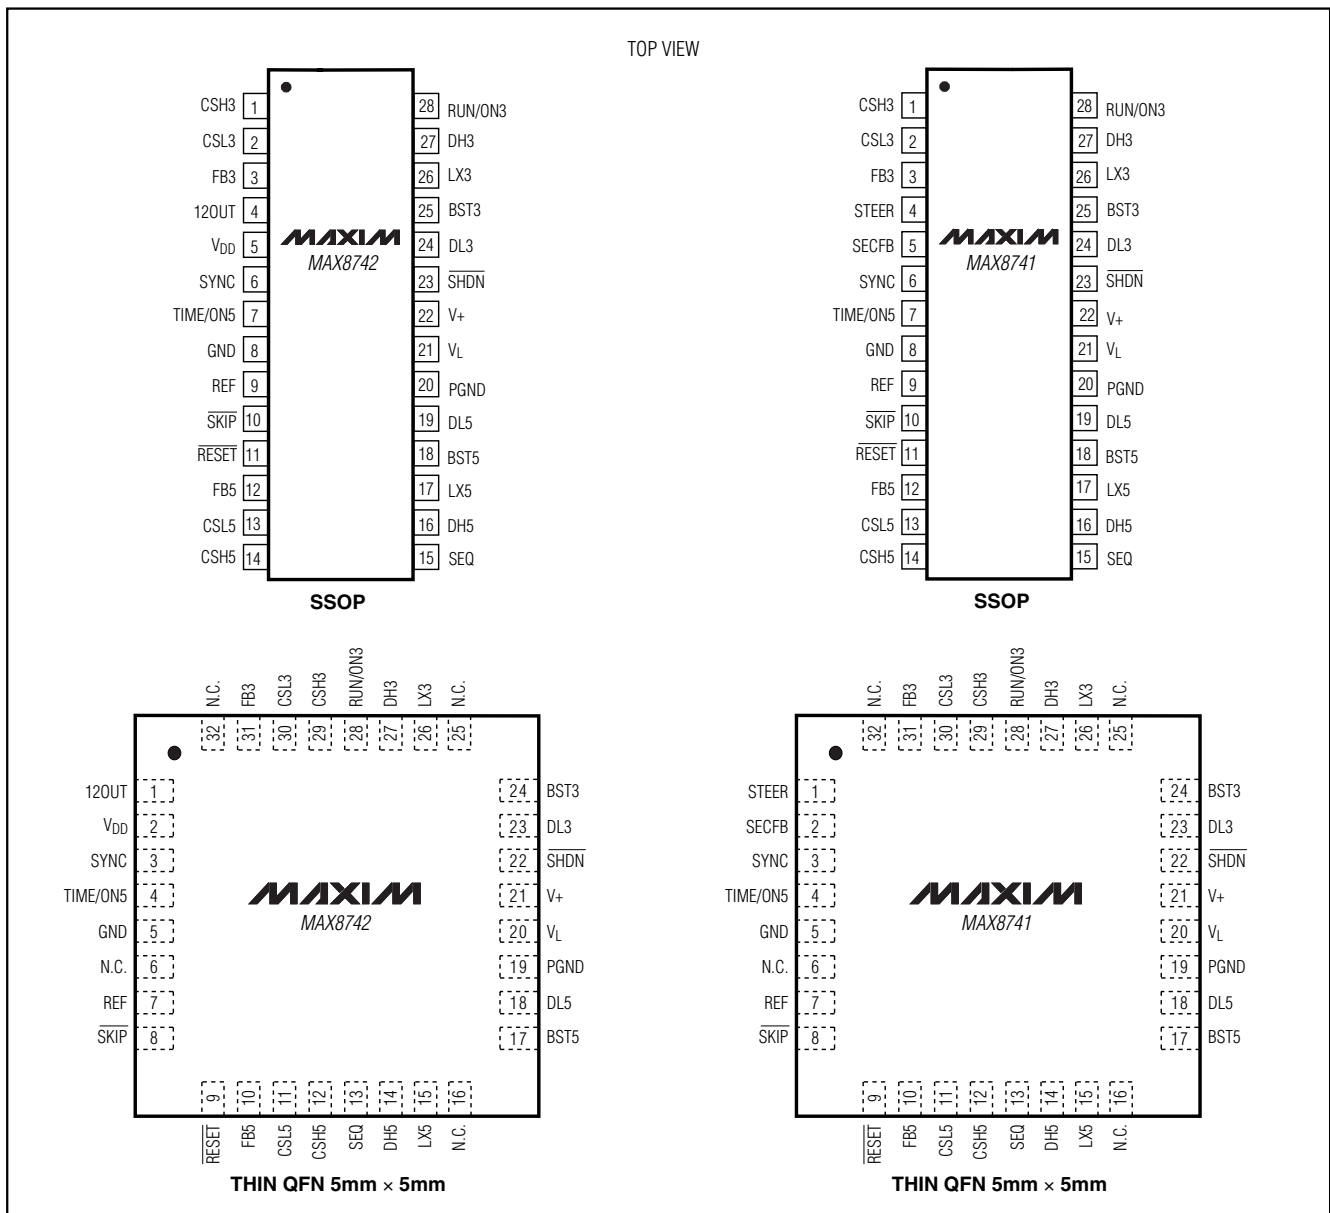 TOP VIEW
CSH3 1 28 RUN/ON3
CSL3 2 27 DH3
FB3 3 26 LX3
12OUT 4 25 BST3
VDD 5 24 DL3
SYNC 6 23 SHDN
TIME/ON5 7 22 V+
GND 8 21 VL
REF 9 20 PGND
SKIP 10 19 DL5
RESET 11 18 BST5
FB5 12 17 LX5
CSL5 13 16 DH5
CSH5 14 15 SEQ
MAXIM
MAX8742
SSOP
CSH3 1 28 RUN/ON3
CSL3 2 27 DH3
FB3 3 26 LX3
STEER 4 25 BST3
SECFB 5 24 DL3
SYNC 6 23 SHDN
TIME/ON5 7 22 V+
GND 8 21 VL
REF 9 20 PGND
SKIP 10 19 DL5
RESET 11 18 BST5
FB5 12 17 LX5
CSL5 13 16 DH5
CSH5 14 15 SEQ
MAXIM
MAX8741
SSOP
N.C. FB3 CSL3 CSH3 RUN/ON3 DH3 LX3 N.C.
32 31 30 29 28 27 26 25
12OUT 1 24 BST3
VDD 2 23 DL3
SYNC 3 22 SHDN
TIME/ON5 4 21 V+
GND 5 20 VL
N.C. 6 19 PGND
REF 7 18 DL5
SKIP 8 17 BST5
MAXIM
MAX8742
9 10 11 12 13 14 15 16
RESET FB5 CSL5 CSH5 SEQ DH5 LX5 N.C.
THIN QFN 5mm × 5mm
N.C. FB3 CSL3 CSH3 RUN/ON3 DH3 LX3 N.C.
32 31 30 29 28 27 26 25
STEER 1 24 BST3
SECFB 2 23 DL3
SYNC 3 22 SHDN
TIME/ON5 4 21 V+
GND 5 20 VL
N.C. 6 19 PGND
REF 7 18 DL5
SKIP 8 17 BST5
MAXIM
MAX8741
9 10 11 12 13 14 15 16
RESET FB5 CSL5 CSH5 SEQ DH5 LX5 N.C.
THIN QFN 5mm × 5mm